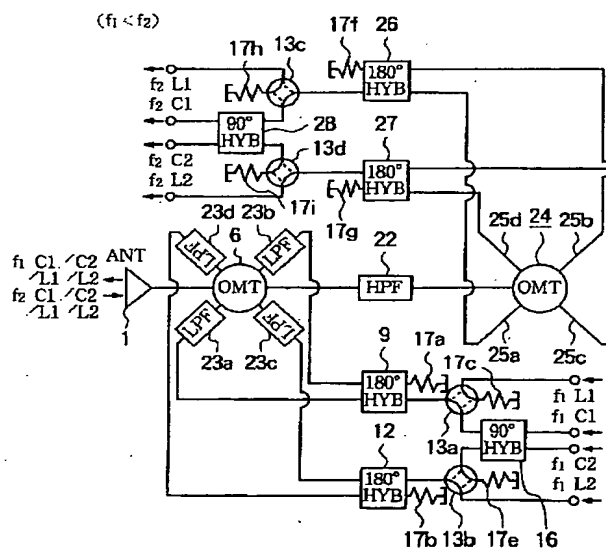 (f₁ < f₂)
17h
13c
17f
26
f₂ L1
f₂ C1
180°
HYB
90°
HYB
28
27
f₂ C2
f₂ L2
13d
180°
HYB
17i
17g
23d
23b
6
25d
24
25b
LPF
LPF
22
ANT
f₁ C1/C2
/L1/L2
f₂ C1/C2
/L1/L2
OMT
HPF
OMT
1
LPF
LPF
23a
23c
9
17a
17c
25a
25c
180°
HYB
f₁ L1
f₁ C1
13a
90°
HYB
12
f₁ C2
f₁ L2
180°
HYB
17b
13b
17e
16